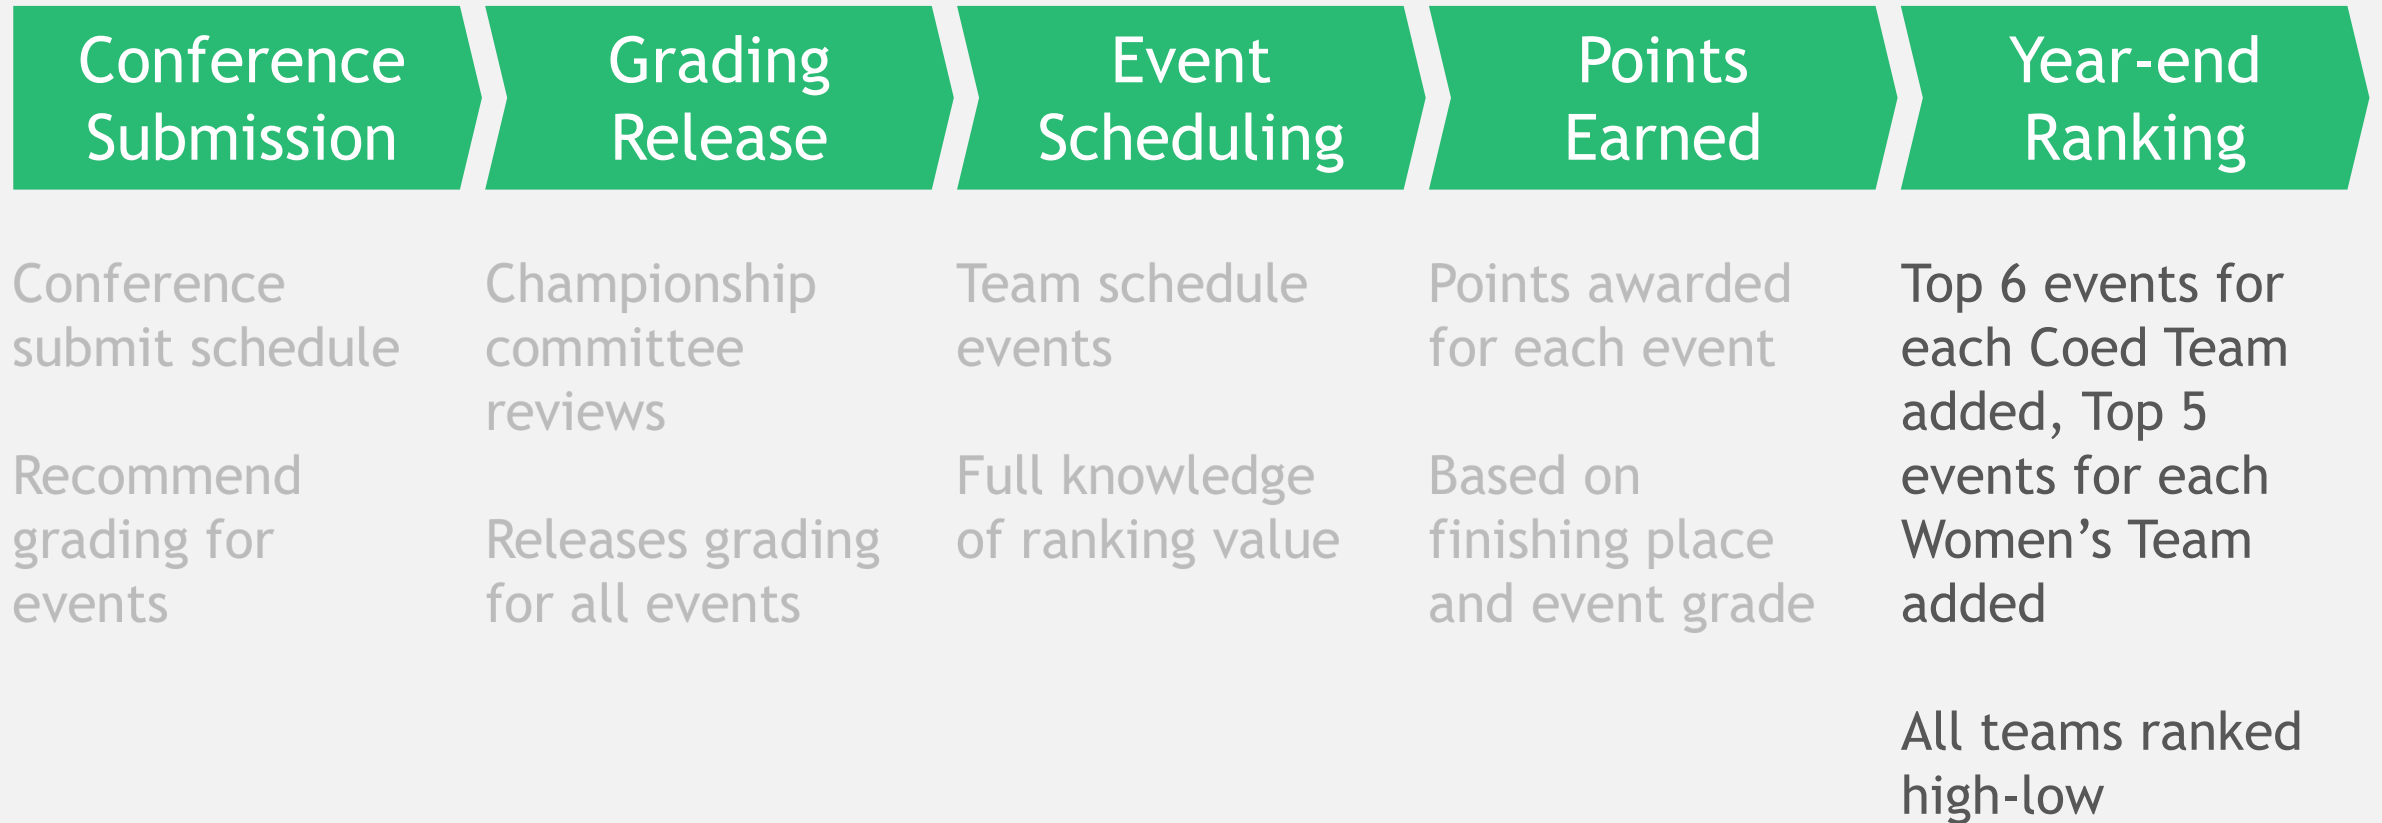 Conference
Submission
Grading
Release
Event
Scheduling
Points
Earned
Year-end
Ranking
Conference
submit schedule
Recommend
grading for
events
Championship
committee
reviews
Releases grading
for all events
Team schedule
events
Full knowledge
of ranking value
Points awarded
for each event
Based on
finishing place
and event grade
Top 6 events for
each Coed Team
added, Top 5
events for each
Women’s Team
added
All teams ranked
high-low